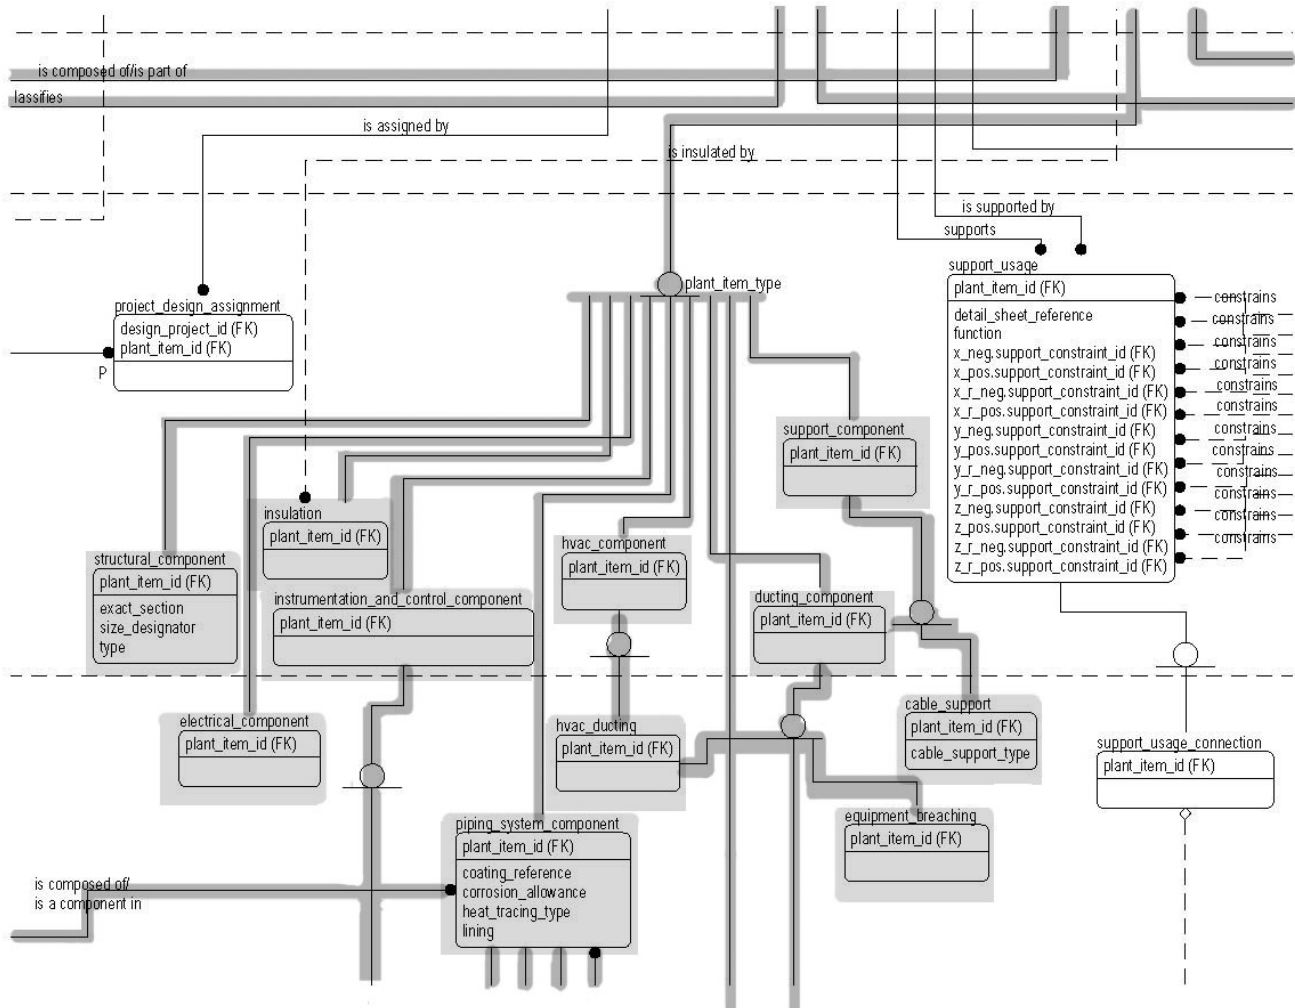 is composed of/is part of
lassifies
is assigned by
is insulated by
is supported by
supports
support_usage
plant_item_id (FK)
detail_sheet_reference
function
x_neg.support_constraint_id (FK)
x_pos.support_constraint_id (FK)
x_r_neg.support_constraint_id (FK)
x_r_pos.support_constraint_id (FK)
y_neg.support_constraint_id (FK)
y_pos.support_constraint_id (FK)
y_r_neg.support_constraint_id (FK)
y_r_pos.support_constraint_id (FK)
z_neg.support_constraint_id (FK)
z_pos.support_constraint_id (FK)
z_r_neg.support_constraint_id (FK)
z_r_pos.support_constraint_id (FK)
constrains
constrains
constrains
constrains
constrains
constrains
constrains
constrains
constrains
constrains
constrains
constrains
plant_item_type
project_design_assignment
design_project_id (FK)
plant_item_id (FK)
P
support_component
plant_item_id (FK)
insulation
plant_item_id (FK)
structural_component
plant_item_id (FK)
exact_section
size_designator
type
instrumentation_and_control_component
plant_item_id (FK)
hvac_component
plant_item_id (FK)
ducting_component
plant_item_id (FK)
electrical_component
plant_item_id (FK)
hvac_ducting
plant_item_id (FK)
cable_support
plant_item_id (FK)
cable_support_type
support_usage_connection
plant_item_id (FK)
piping_system_component
plant_item_id (FK)
coating_reference
corrosion_allowance
heat_tracing_type
lining
equipment_breaching
plant_item_id (FK)
is composed of/
is a component in